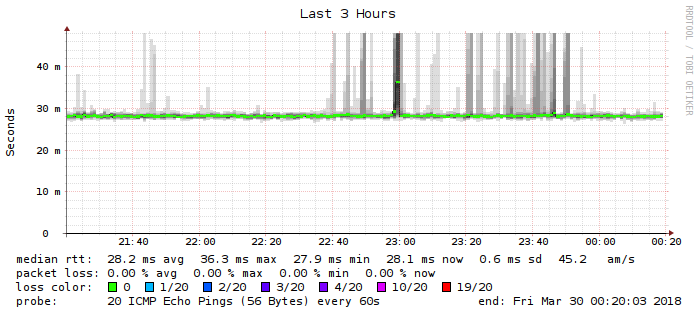 Last 3 Hours
RRDTOOL / TOBI OETIKER
Seconds
40 m
30 m
20 m
10 m
0
21:40 22:00 22:20 22:40 23:00 23:20 23:40 00:00 00:20
median rtt: 28.2 ms avg 36.3 ms max 27.9 ms min 28.1 ms now 0.6 ms sd 45.2 am/s
packet loss: 0.00 % avg 0.00 % max 0.00 % min 0.00 % now
loss color: 0 1/20 2/20 3/20 4/20 10/20 19/20
probe: 20 ICMP Echo Pings (56 Bytes) every 60s end: Fri Mar 30 00:20:03 2018